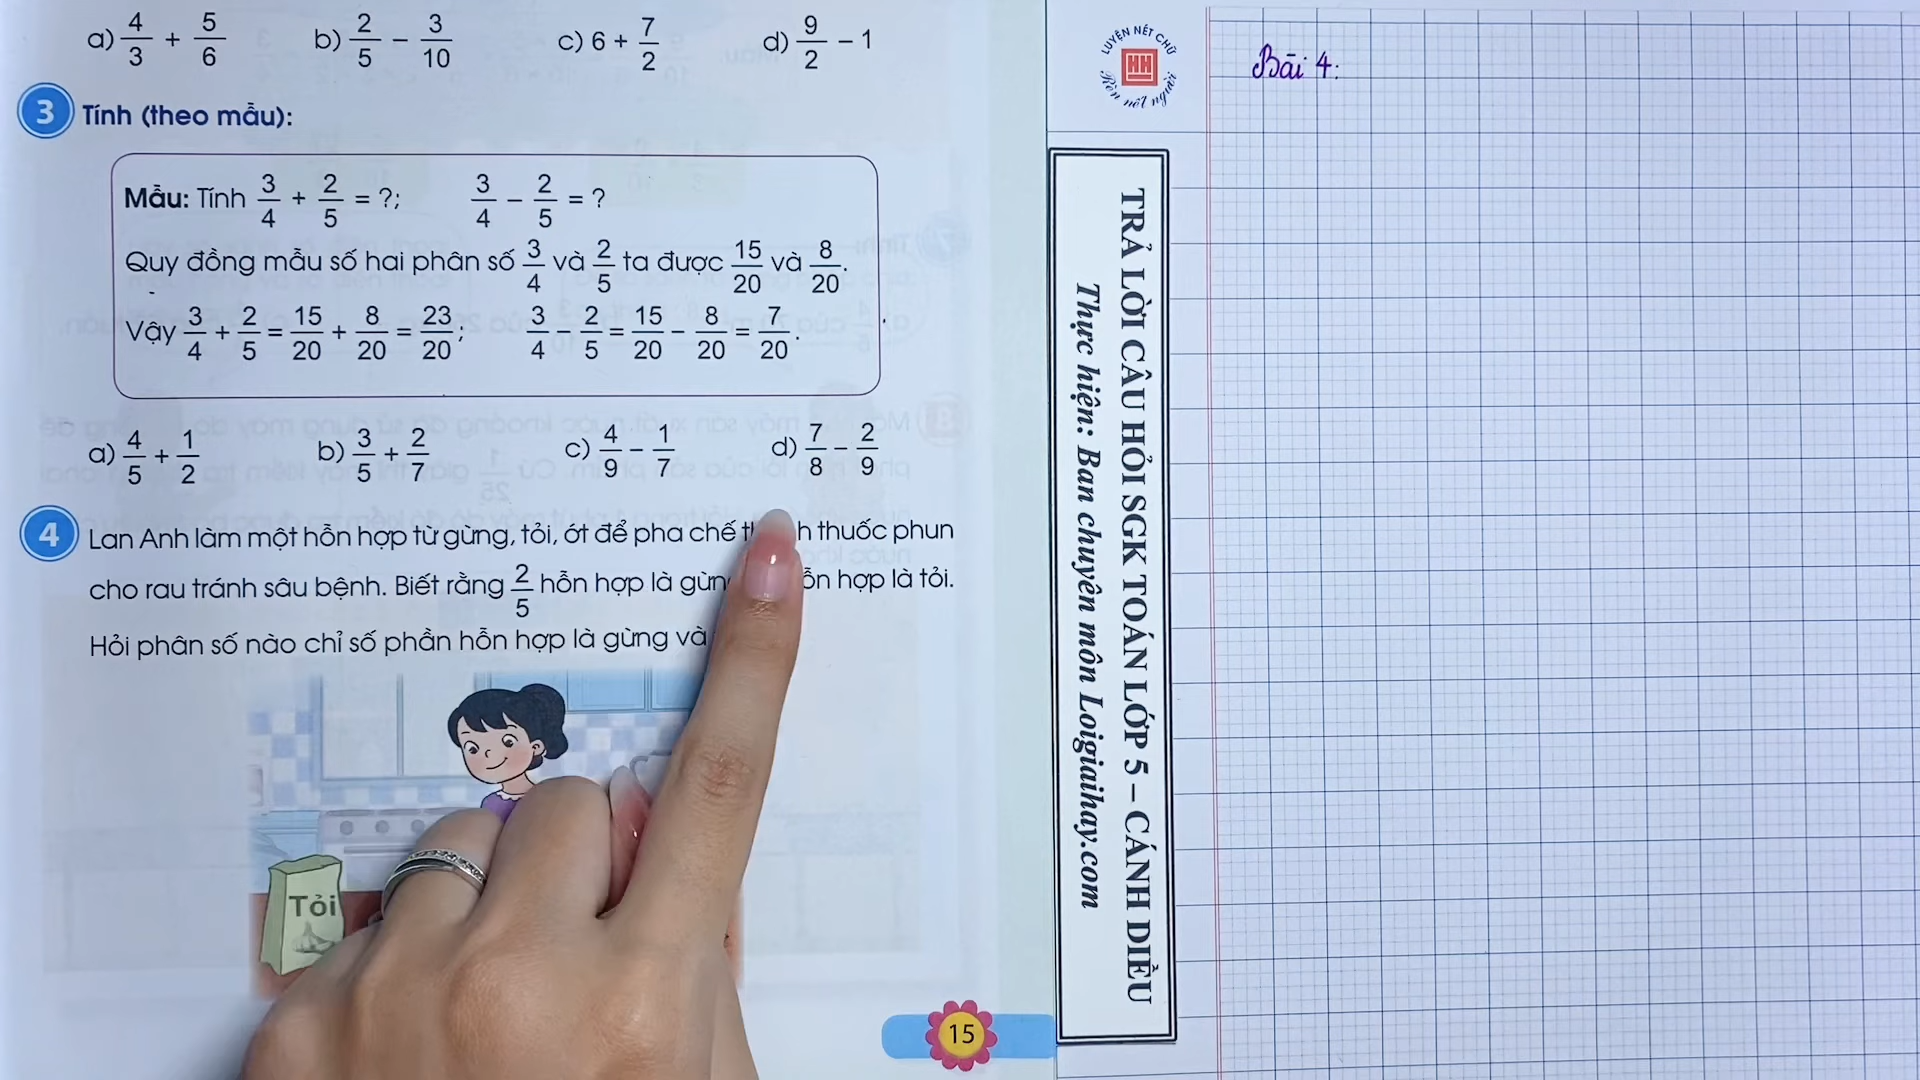 a) 4/3 + 5/6 b) 2/5 − 3/10 c) 6 + 7/2 d) 9/2 − 1
3 Tính (theo mẫu):
Mẫu: Tính 3/4 + 2/5 = ?; 3/4 − 2/5 = ?
Quy đồng mẫu số hai phân số 3/4 và 2/5 ta được 15/20 và 8/20.
Vậy 3/4 + 2/5 = 15/20 + 8/20 = 23/20; 3/4 − 2/5 = 15/20 − 8/20 = 7/20.
a) 4/5 + 1/2 b) 3/5 + 2/7 c) 4/9 − 1/7 d) 7/8 − 2/9
4 Lan Anh làm một hỗn hợp từ gừng, tỏi, ớt để pha chế thuốc phun
cho rau tránh sâu bệnh. Biết rằng 2/5 hỗn hợp là hợp là tỏi.
Hỏi phân số nào chỉ số phần hỗn hợp là gừng và
Tỏi
15
LUYỆN NÉT CHỮ
HH
Rèn nết người
TRẢ LỜI CÂU HỎI SGK TOÁN LỚP 5 – CÁNH DIỀU
Thực hiện: Ban chuyên môn Loigiaihay.com
Bài 4: